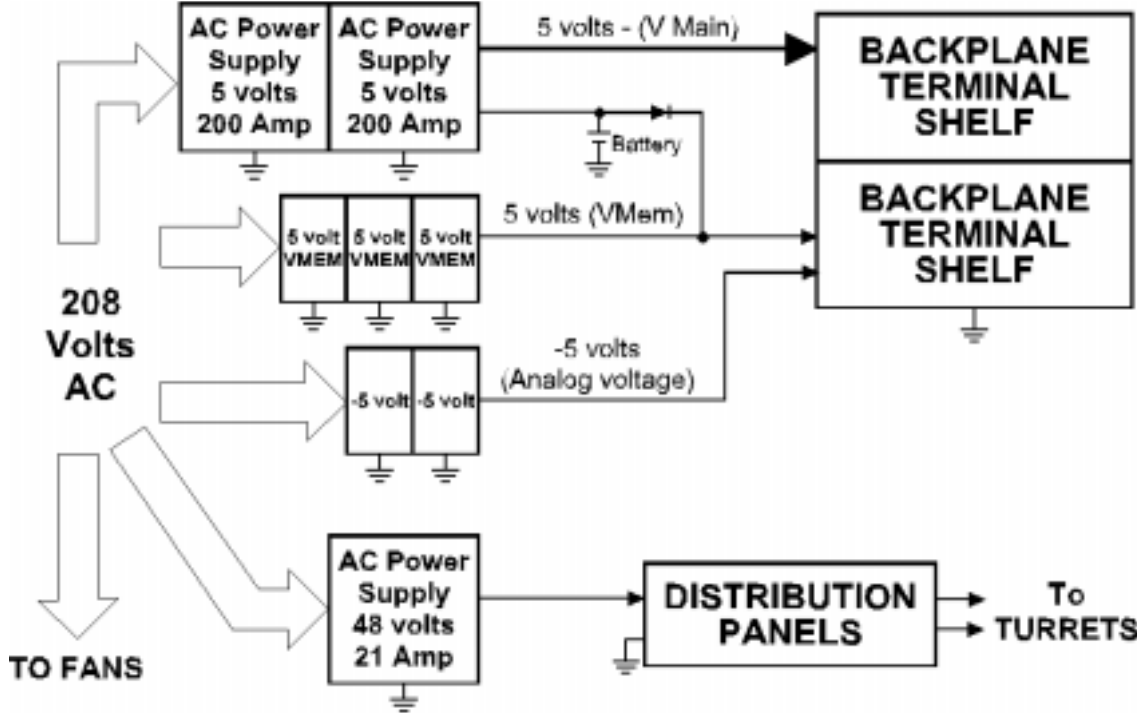 AC Power
Supply
5 volts
200 Amp
AC Power
Supply
5 volts
200 Amp
5 volts - (V Main)
BACKPLANE
TERMINAL
SHELF
Battery
5 volt
VMEM
5 volt
VMEM
5 volt
VMEM
5 volts (VMem)
BACKPLANE
TERMINAL
SHELF
208
Volts
AC
-5 volt
-5 volt
-5 volts
(Analog voltage)
AC Power
Supply
48 volts
21 Amp
DISTRIBUTION
PANELS
To
TURRETS
TO FANS